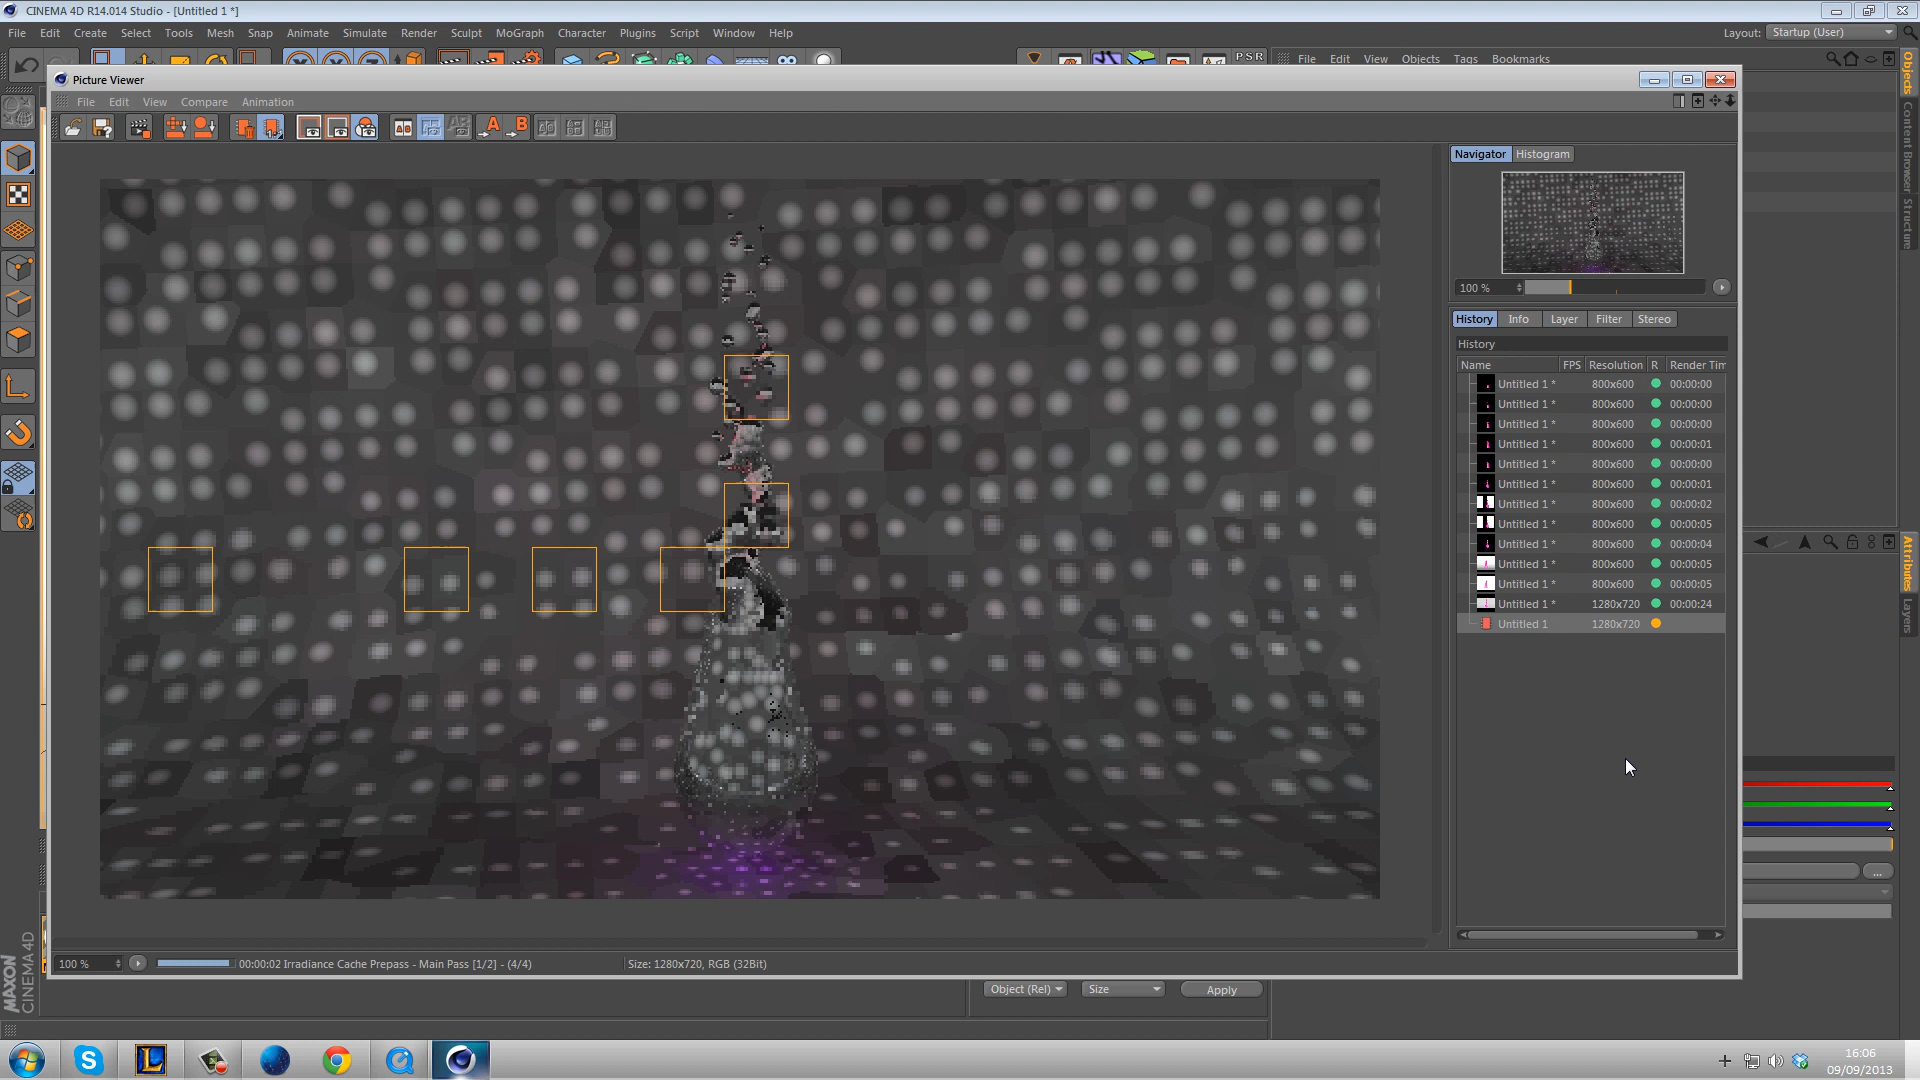 CINEMA 4D R14.014 Studio - [Untitled 1 *]
File Edit Create Select Tools Mesh Snap Animate Simulate Render Sculpt MoGraph Character Plugins Script Window Help
Layout: Startup (User)
PSR
File Edit View Objects Tags Bookmarks
Picture Viewer
File Edit View Compare Animation
A B
Navigator Histogram
100 %
History Info Layer Filter Stereo
History
Name FPS Resolution R Render Tim
Untitled 1 * 800x600 00:00:00
Untitled 1 * 800x600 00:00:00
Untitled 1 * 800x600 00:00:00
Untitled 1 * 800x600 00:00:01
Untitled 1 * 800x600 00:00:00
Untitled 1 * 800x600 00:00:01
Untitled 1 * 800x600 00:00:02
Untitled 1 * 800x600 00:00:05
Untitled 1 * 800x600 00:00:04
Untitled 1 * 800x600 00:00:05
Untitled 1 * 800x600 00:00:05
Untitled 1 * 1280x720 00:00:24
Untitled 1 1280x720
100 % 00:00:02 Irradiance Cache Prepass - Main Pass [1/2] - (4/4) Size: 1280x720, RGB (32Bit)
Object (Rel) Size Apply
...
Objects
Content Browser
Structure
Attributes
Layers
MAXON
CINEMA 4D
16:06
09/09/2013